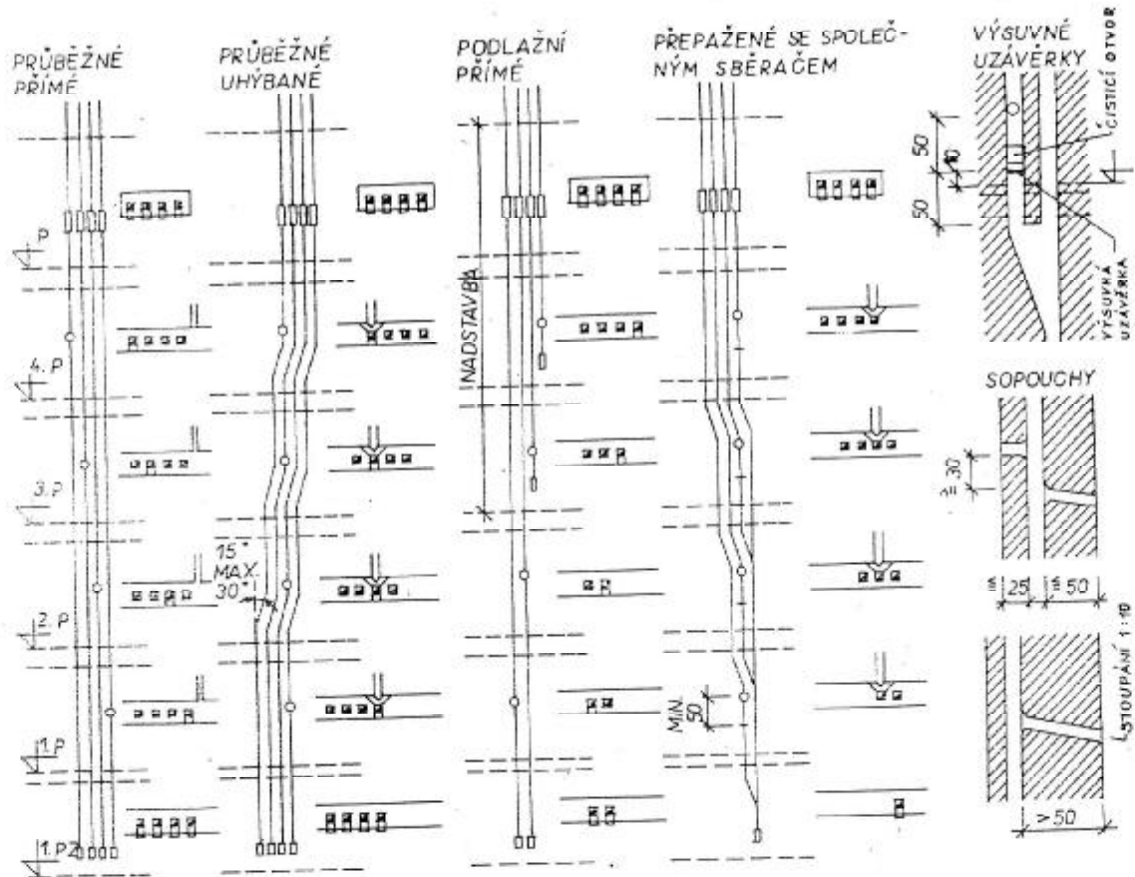 PRŮBĚŽNÉ
PŘÍMÉ
PRŮBĚŽNÉ
UHÝBANÉ
PODLAŽNÍ
PŘÍMÉ
PŘEPAŽENÉ SE SPOLEČ-
NÝM SBĚRAČEM
VÝSUVNÉ
UZÁVĚRKY
ČISTÍCÍ OTVOR
50
10
50
VÝSUVNÁ
UZÁVĚRKA
P
4. P
3. P
2. P
1. P
1. PZ
15°
MAX.
30°
NADSTAVBA
MIN.
50
SOPOUCHY
≧ 30
≦ 25
≦ 50
STOUPÁNÍ 1:10
>50